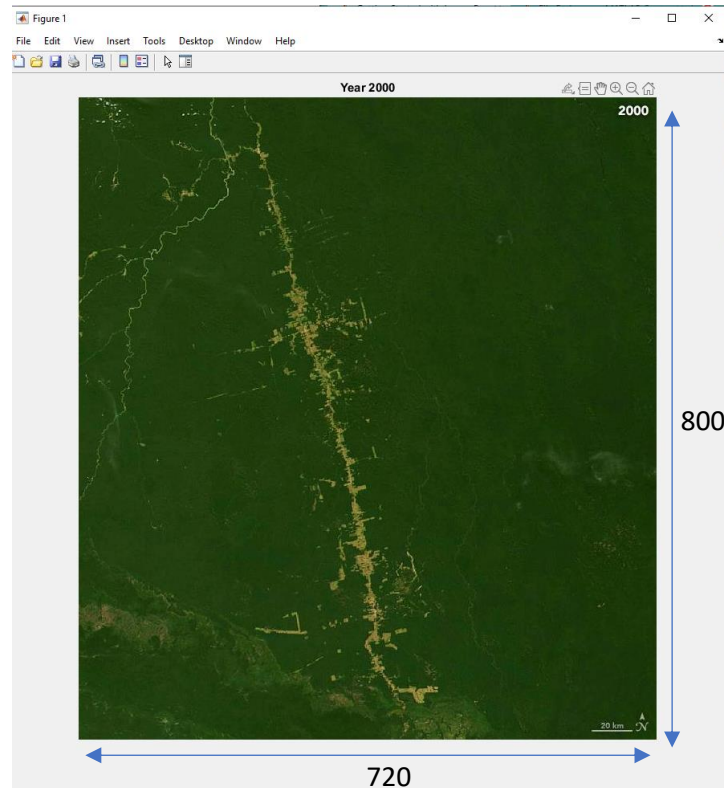 Figure 1
File Edit View Insert Tools Desktop Window Help
Year 2000
2000
800
20 km N
720